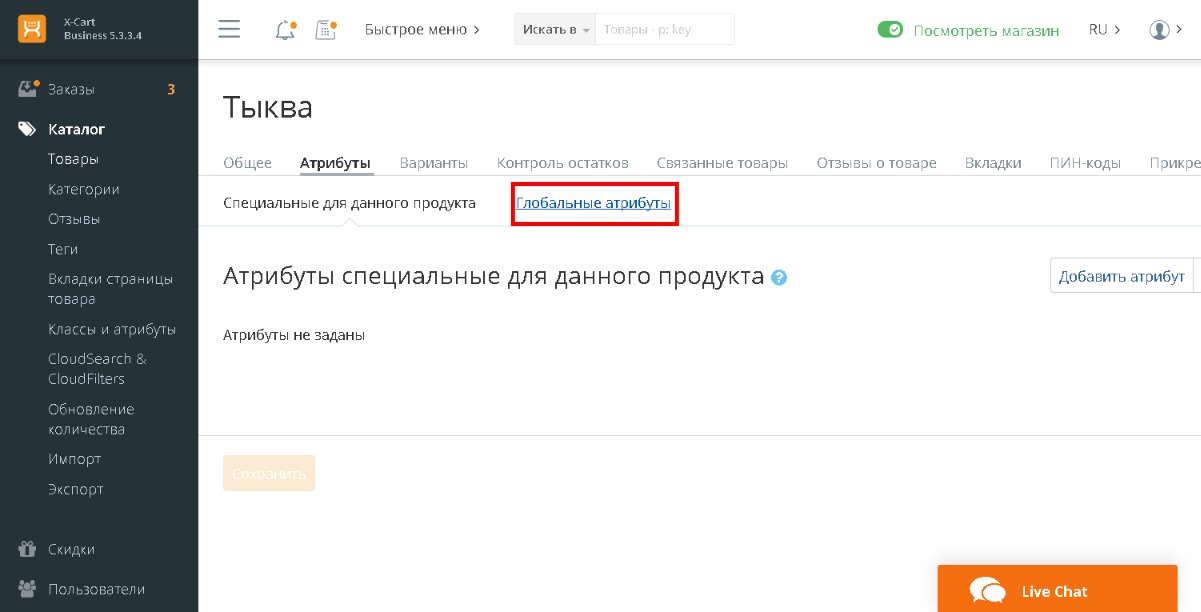 X-Cart
Business 5.3.3.4
Быстрое меню
Искать в
Товары - p: key
Посмотреть магазин
RU
Заказы
3
Каталог
Товары
Категории
Отзывы
Теги
Вкладки страницы
товара
Классы и атрибуты
CloudSearch &
CloudFilters
Обновление
количества
Импорт
Экспорт
Скидки
Пользователи
Тыква
Общее
Атрибуты
Варианты
Контроль остатков
Связанные товары
Отзывы о товаре
Вкладки
ПИН-коды
Прикре
Специальные для данного продукта
Глобальные атрибуты
Атрибуты специальные для данного продукта
?
Добавить атрибут
Атрибуты не заданы
Сохранить
Live Chat